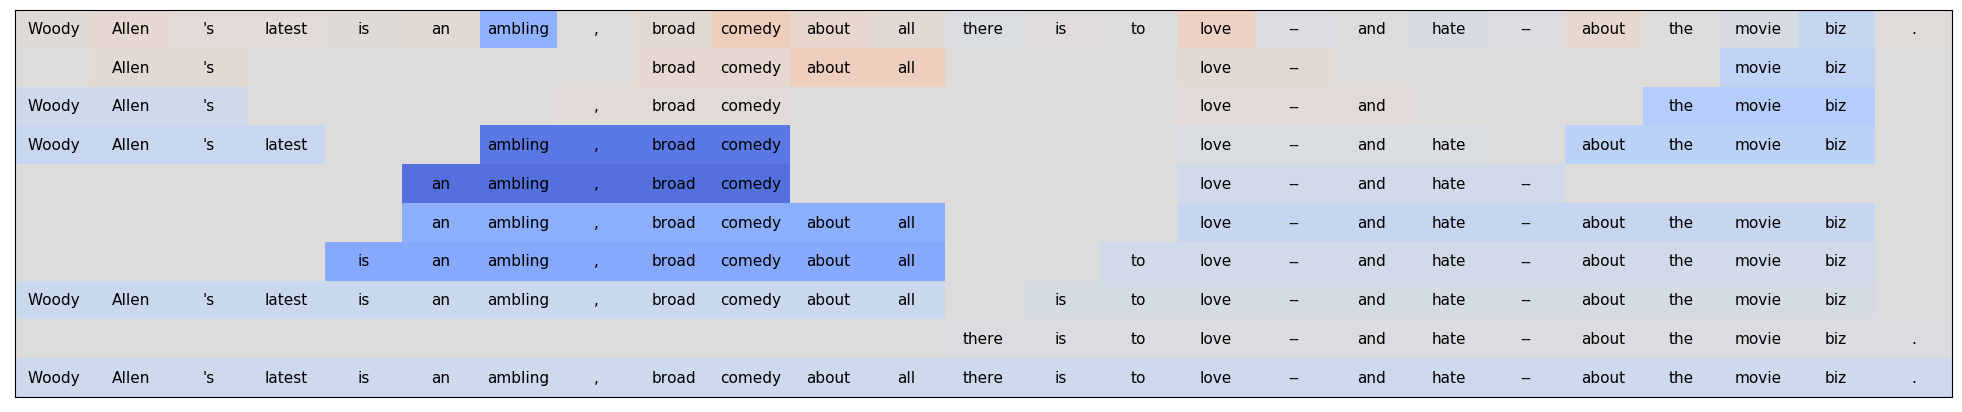 Woody Allen 's latest is an ambling , broad comedy about all there is to love -- and hate -- about the movie biz .
Allen 's broad comedy about all love -- movie biz
Woody Allen 's , broad comedy love -- and the movie biz
Woody Allen 's latest ambling , broad comedy love -- and hate about the movie biz
an ambling , broad comedy love -- and hate --
an ambling , broad comedy about all love -- and hate -- about the movie biz
is an ambling , broad comedy about all to love -- and hate -- about the movie biz
Woody Allen 's latest is an ambling , broad comedy about all is to love -- and hate -- about the movie biz
there is to love -- and hate -- about the movie biz .
Woody Allen 's latest is an ambling , broad comedy about all there is to love -- and hate -- about the movie biz .